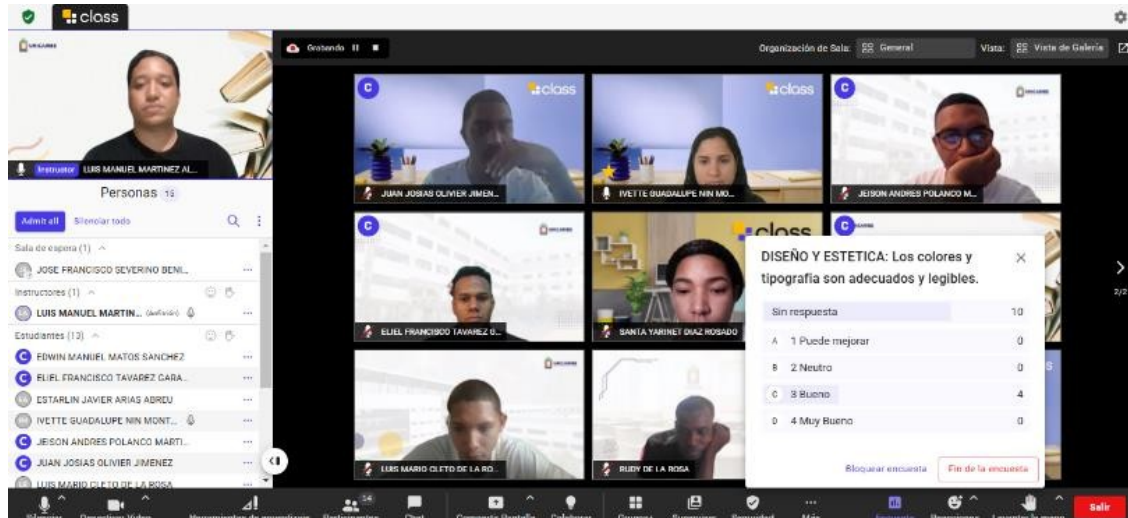 class
UNICARIBE
Grabando
Organización de Sala: General
Vista: Vista de Galería
Instructor LUIS MANUEL MARTINEZ AL...
Personas 15
Admit all Silenciar todo
Sala de espera (1)
JOSE FRANCISCO SEVERINO BENI...
Instructores (1)
LUIS MANUEL MARTIN... (anfitrión)
Estudiantes (13)
EDWIN MANUEL MATOS SANCHEZ
ELIEL FRANCISCO TAVAREZ GARA...
ESTARLIN JAVIER ARIAS ABREU
IVETTE GUADALUPE NIN MONT...
JEISON ANDRES POLANCO MARTI...
JUAN JOSIAS OLIVIER JIMENEZ
LUIS MARIO CLETO DE LA ROSA
C class
JUAN JOSIAS OLIVIER JIMEN...
class
IVETTE GUADALUPE NIN MO...
C
JEISON ANDRES POLANCO M...
C
ELIEL FRANCISCO TAVAREZ G...
class
SANTA YARINET DIAZ ROSADO
C
LUIS MARIO CLETO DE LA RO...
RUDY DE LA ROSA
2/2
DISEÑO Y ESTETICA: Los colores y
tipografia son adecuados y legibles.
Sin respuesta 10
A 1 Puede mejorar 0
B 2 Neutro 0
C 3 Bueno 4
D 4 Muy Bueno 0
Bloquear encuesta Fin de la encuesta
14
Salir